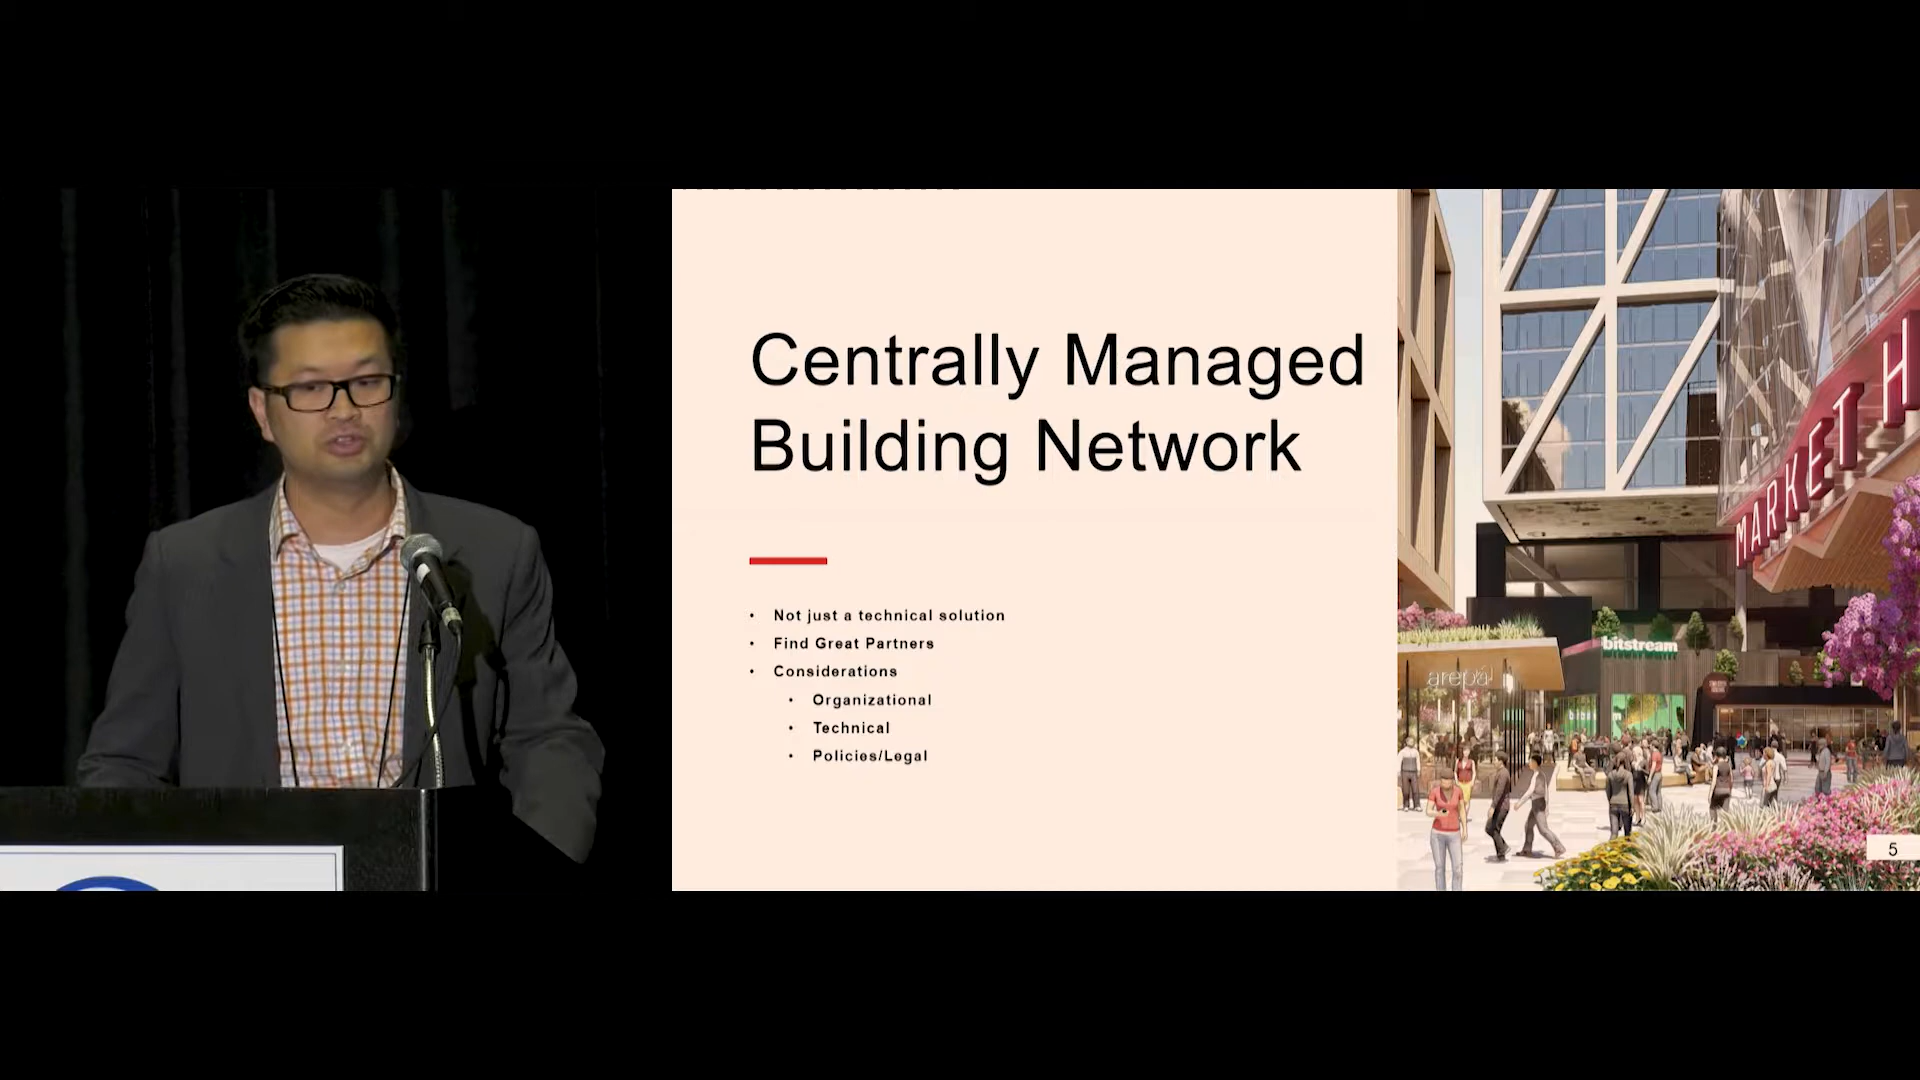 Centrally Managed
Building Network
• Not just a technical solution
• Find Great Partners
• Considerations
• Organizational
• Technical
• Policies/Legal
MARKET H
bitstream
arepa
5